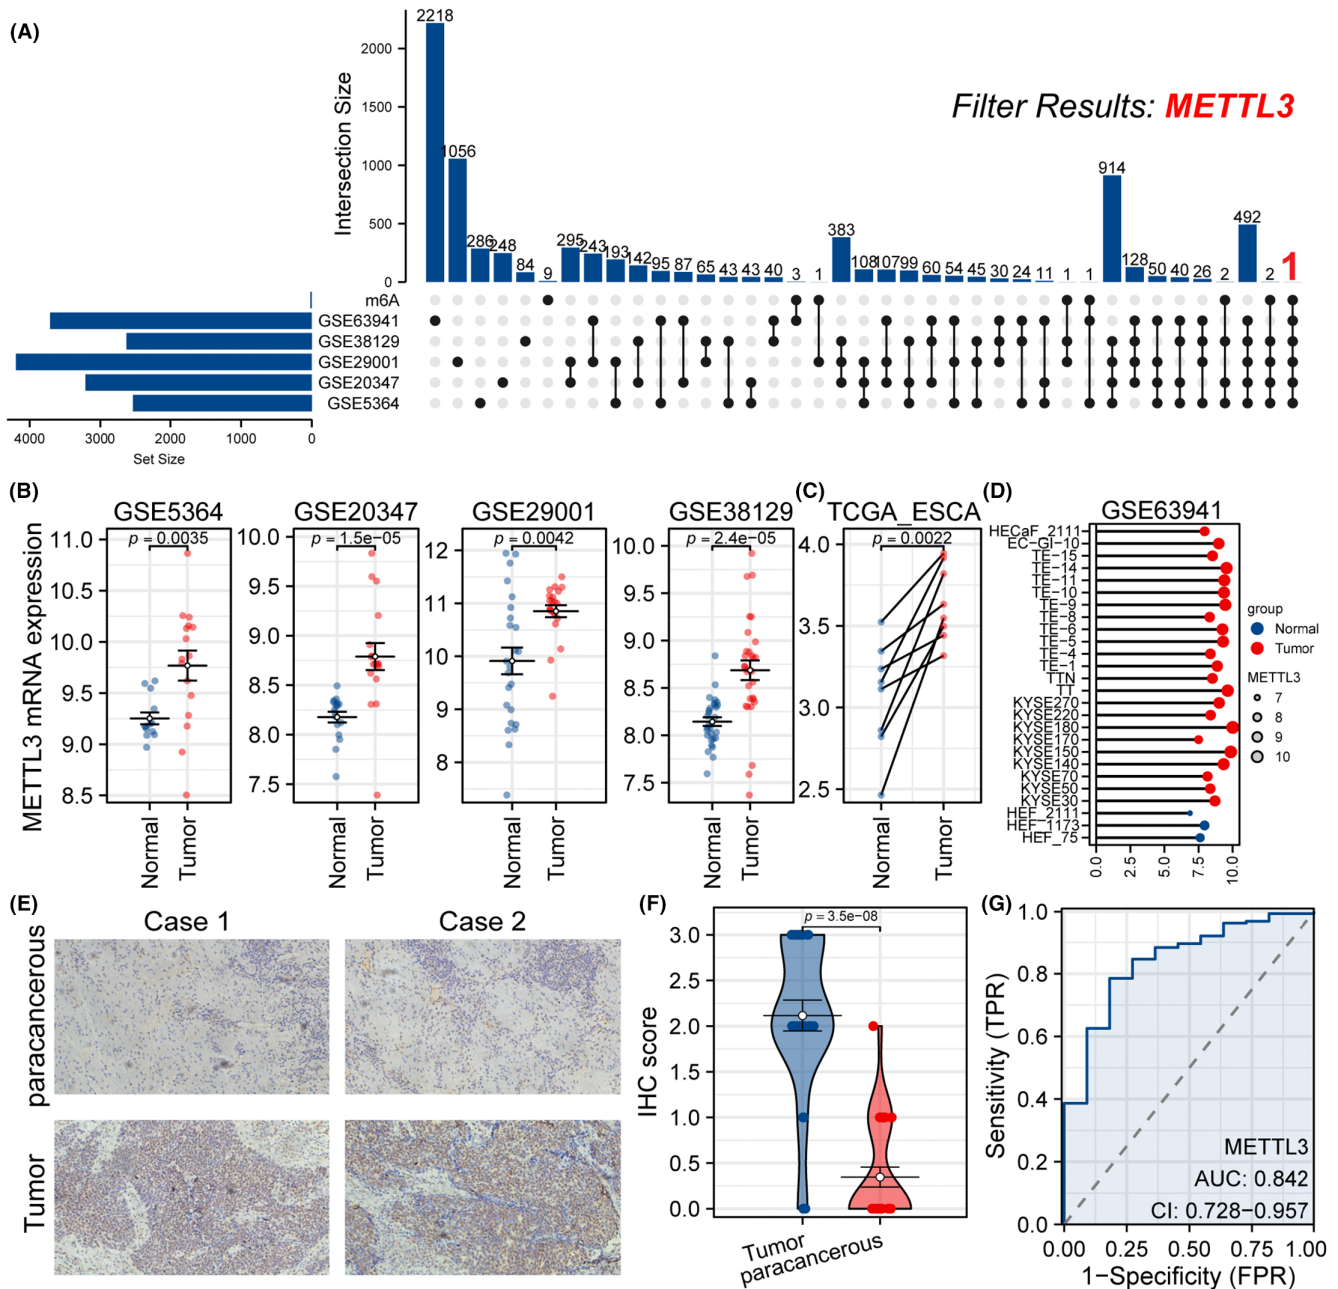 (A)
Intersection Size
2000
1500
1000
500
0
2218
1056
286
248
84
9
295
243
193
142
95
87
65
43
43
40
3
1
383
108
107
99
60
54
45
30
24
11
1
1
914
128
50
40
26
2
492
2
1
Filter Results: METTL3
m6A
GSE63941
GSE38129
GSE29001
GSE20347
GSE5364
4000 3000 2000 1000 0
Set Size
(B)
METTL3 mRNA expression
GSE5364
p = 0.0035
11.0
10.5
10.0
9.5
9.0
8.5
Normal
Tumor
GSE20347
p = 1.5e−05
10.0
9.5
9.0
8.5
8.0
7.5
Normal
Tumor
GSE29001
p = 0.0042
12
11
10
9
8
Normal
Tumor
GSE38129
p = 2.4e−05
10.0
9.5
9.0
8.5
8.0
7.5
Normal
Tumor
(C)
TCGA_ESCA
p = 0.0022
4.0
3.5
3.0
2.5
Normal
Tumor
(D)
GSE63941
HECaF_2111
EC-GI-10
TE-15
TE-14
TE-11
TE-10
TE-9
TE-8
TE-6
TE-5
TE-4
TE-1
TTN
TT
KYSE270
KYSE220
KYSE180
KYSE170
KYSE150
KYSE140
KYSE70
KYSE50
KYSE30
HEF_2111
HEF_1173
HEF_75
0.0
2.5
5.0
7.5
10.0
group
Normal
Tumor
METTL3
7
8
9
10
(E)
Case 1
Case 2
paracancerous
Tumor
(F)
IHC score
p = 3.5e−08
3.0
2.5
2.0
1.5
1.0
0.5
0.0
Tumor
paracancerous
(G)
Sensitivity (TPR)
1.0
0.8
0.6
0.4
0.2
0.0
METTL3
AUC: 0.842
CI: 0.728−0.957
0.00 0.25 0.50 0.75 1.00
1−Specificity (FPR)